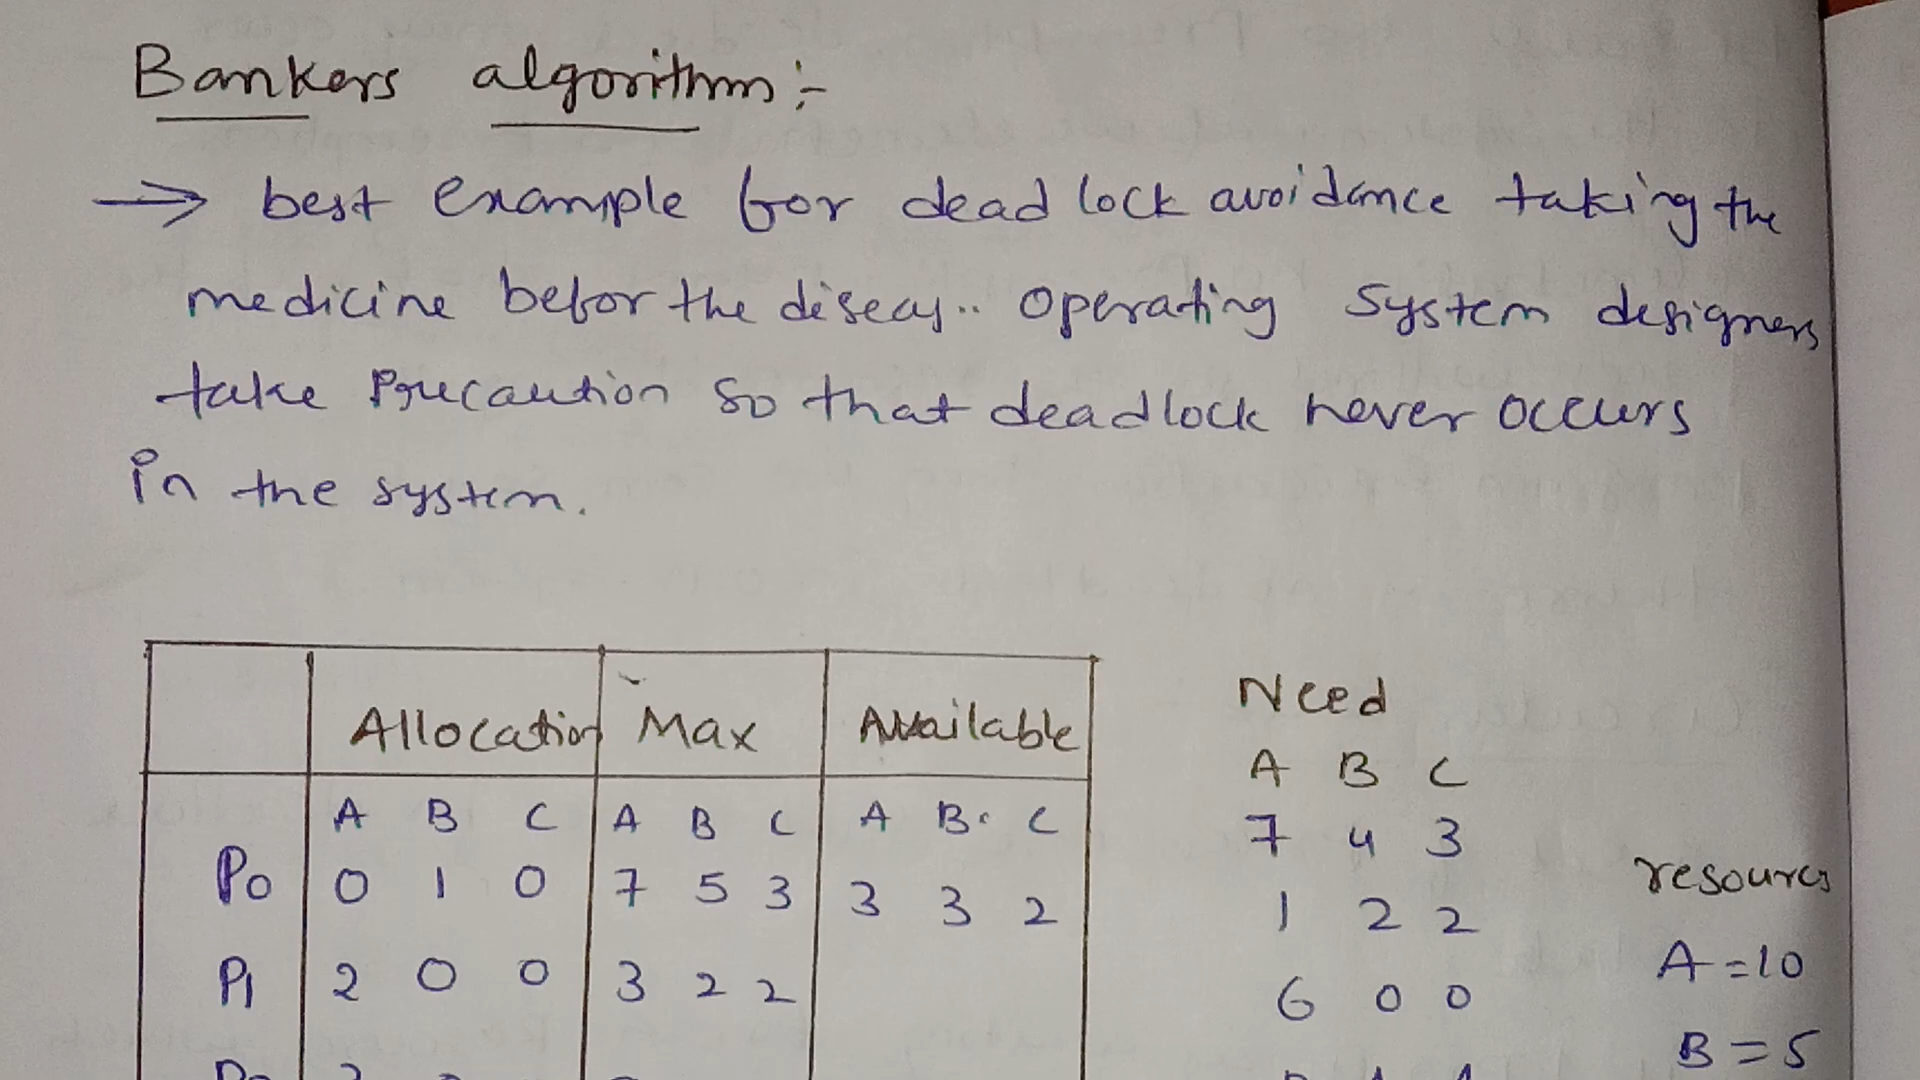 Bankers algorithm :-
→ best example for dead lock avoidance taking the
medicine befor the diseas.. operating system designers
take Precaution so that deadlock never occurs
in the system.
Allocation Max Available
Need
A B C A B C A B C
A B C
P0 0 1 0 7 5 3 3 3 2
7 4 3
resources
P1 2 0 0 3 2 2
1 2 2
A = 10
6 0 0
B = 5